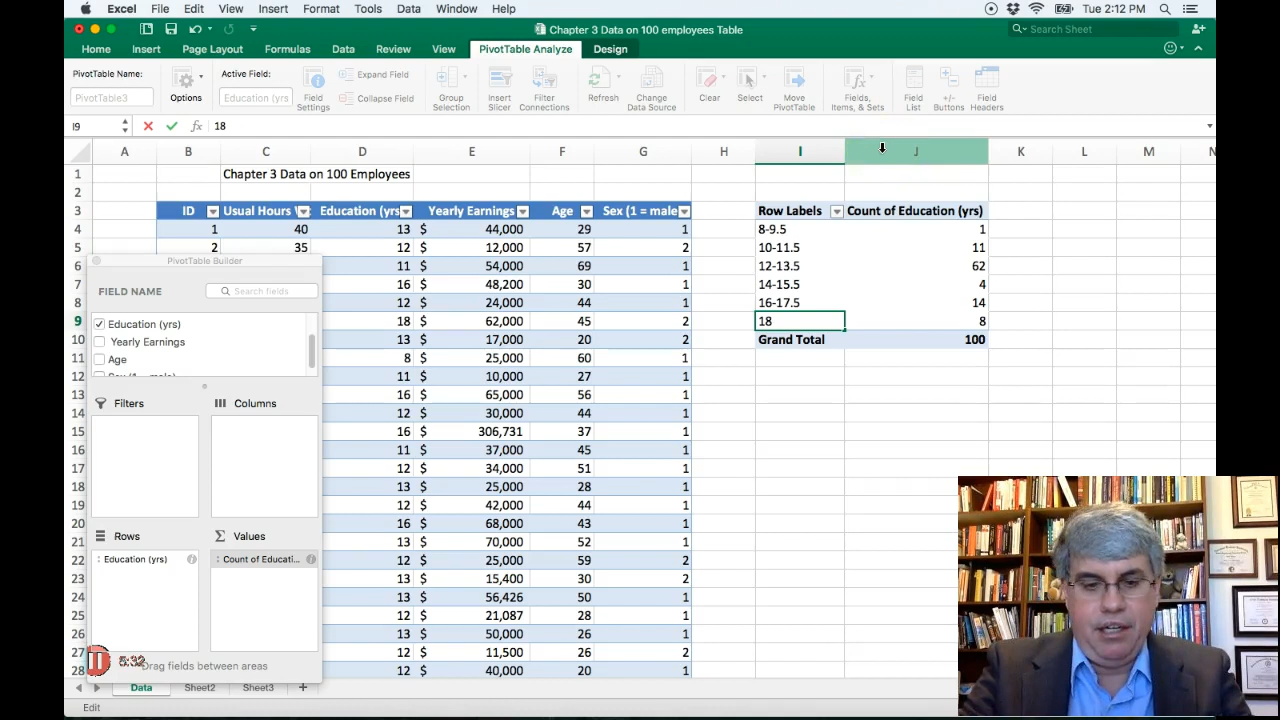 Excel File Edit View Insert Format Tools Data Window Help Tue 2:12 PM
Chapter 3 Data on 100 employees Table
Search Sheet
Home Insert Page Layout Formulas Data Review View PivotTable Analyze Design
PivotTable Name: Active Field:
PivotTable3 Education (yrs)
Options Field Settings Expand Field Collapse Field Group Selection Insert Slicer Filter Connections Refresh Change Data Source Clear Select Move PivotTable Fields, Items, & Sets Field List +/- Buttons Field Headers
I9 fx 18
A B C D E F G H I J K L M N
1 Chapter 3 Data on 100 Employees
2
3 ID Usual Hours Education (yrs Yearly Earnings Age Sex (1 = male Row Labels Count of Education (yrs)
4 1 40 13 $ 44,000 29 1 8-9.5 1
5 2 35 12 $ 12,000 57 2 10-11.5 11
6 11 $ 54,000 69 1 12-13.5 62
7 16 $ 48,200 30 1 14-15.5 4
8 12 $ 24,000 44 1 16-17.5 14
9 18 $ 62,000 45 2 18 8
10 13 $ 17,000 20 2 Grand Total 100
11 8 $ 25,000 60 1
12 11 $ 10,000 27 1
13 16 $ 65,000 56 1
14 12 $ 30,000 44 1
15 16 $ 306,731 37 1
16 11 $ 37,000 45 1
17 12 $ 34,000 51 1
18 13 $ 25,000 28 1
19 12 $ 42,000 44 1
20 16 $ 68,000 43 1
21 13 $ 70,000 52 1
22 12 $ 25,000 59 2
23 13 $ 15,400 30 2
24 13 $ 56,426 50 1
25 12 $ 21,087 28 1
26 13 $ 50,000 26 1
27 12 $ 11,500 26 2
28 12 $ 40,000 20 1
PivotTable Builder
FIELD NAME Search fields
Education (yrs)
Yearly Earnings
Age
Sex (1 = male)
Filters Columns
Rows Values
Education (yrs) Count of Educati...
5:32 Drag fields between areas
Data Sheet2 Sheet3 +
Edit